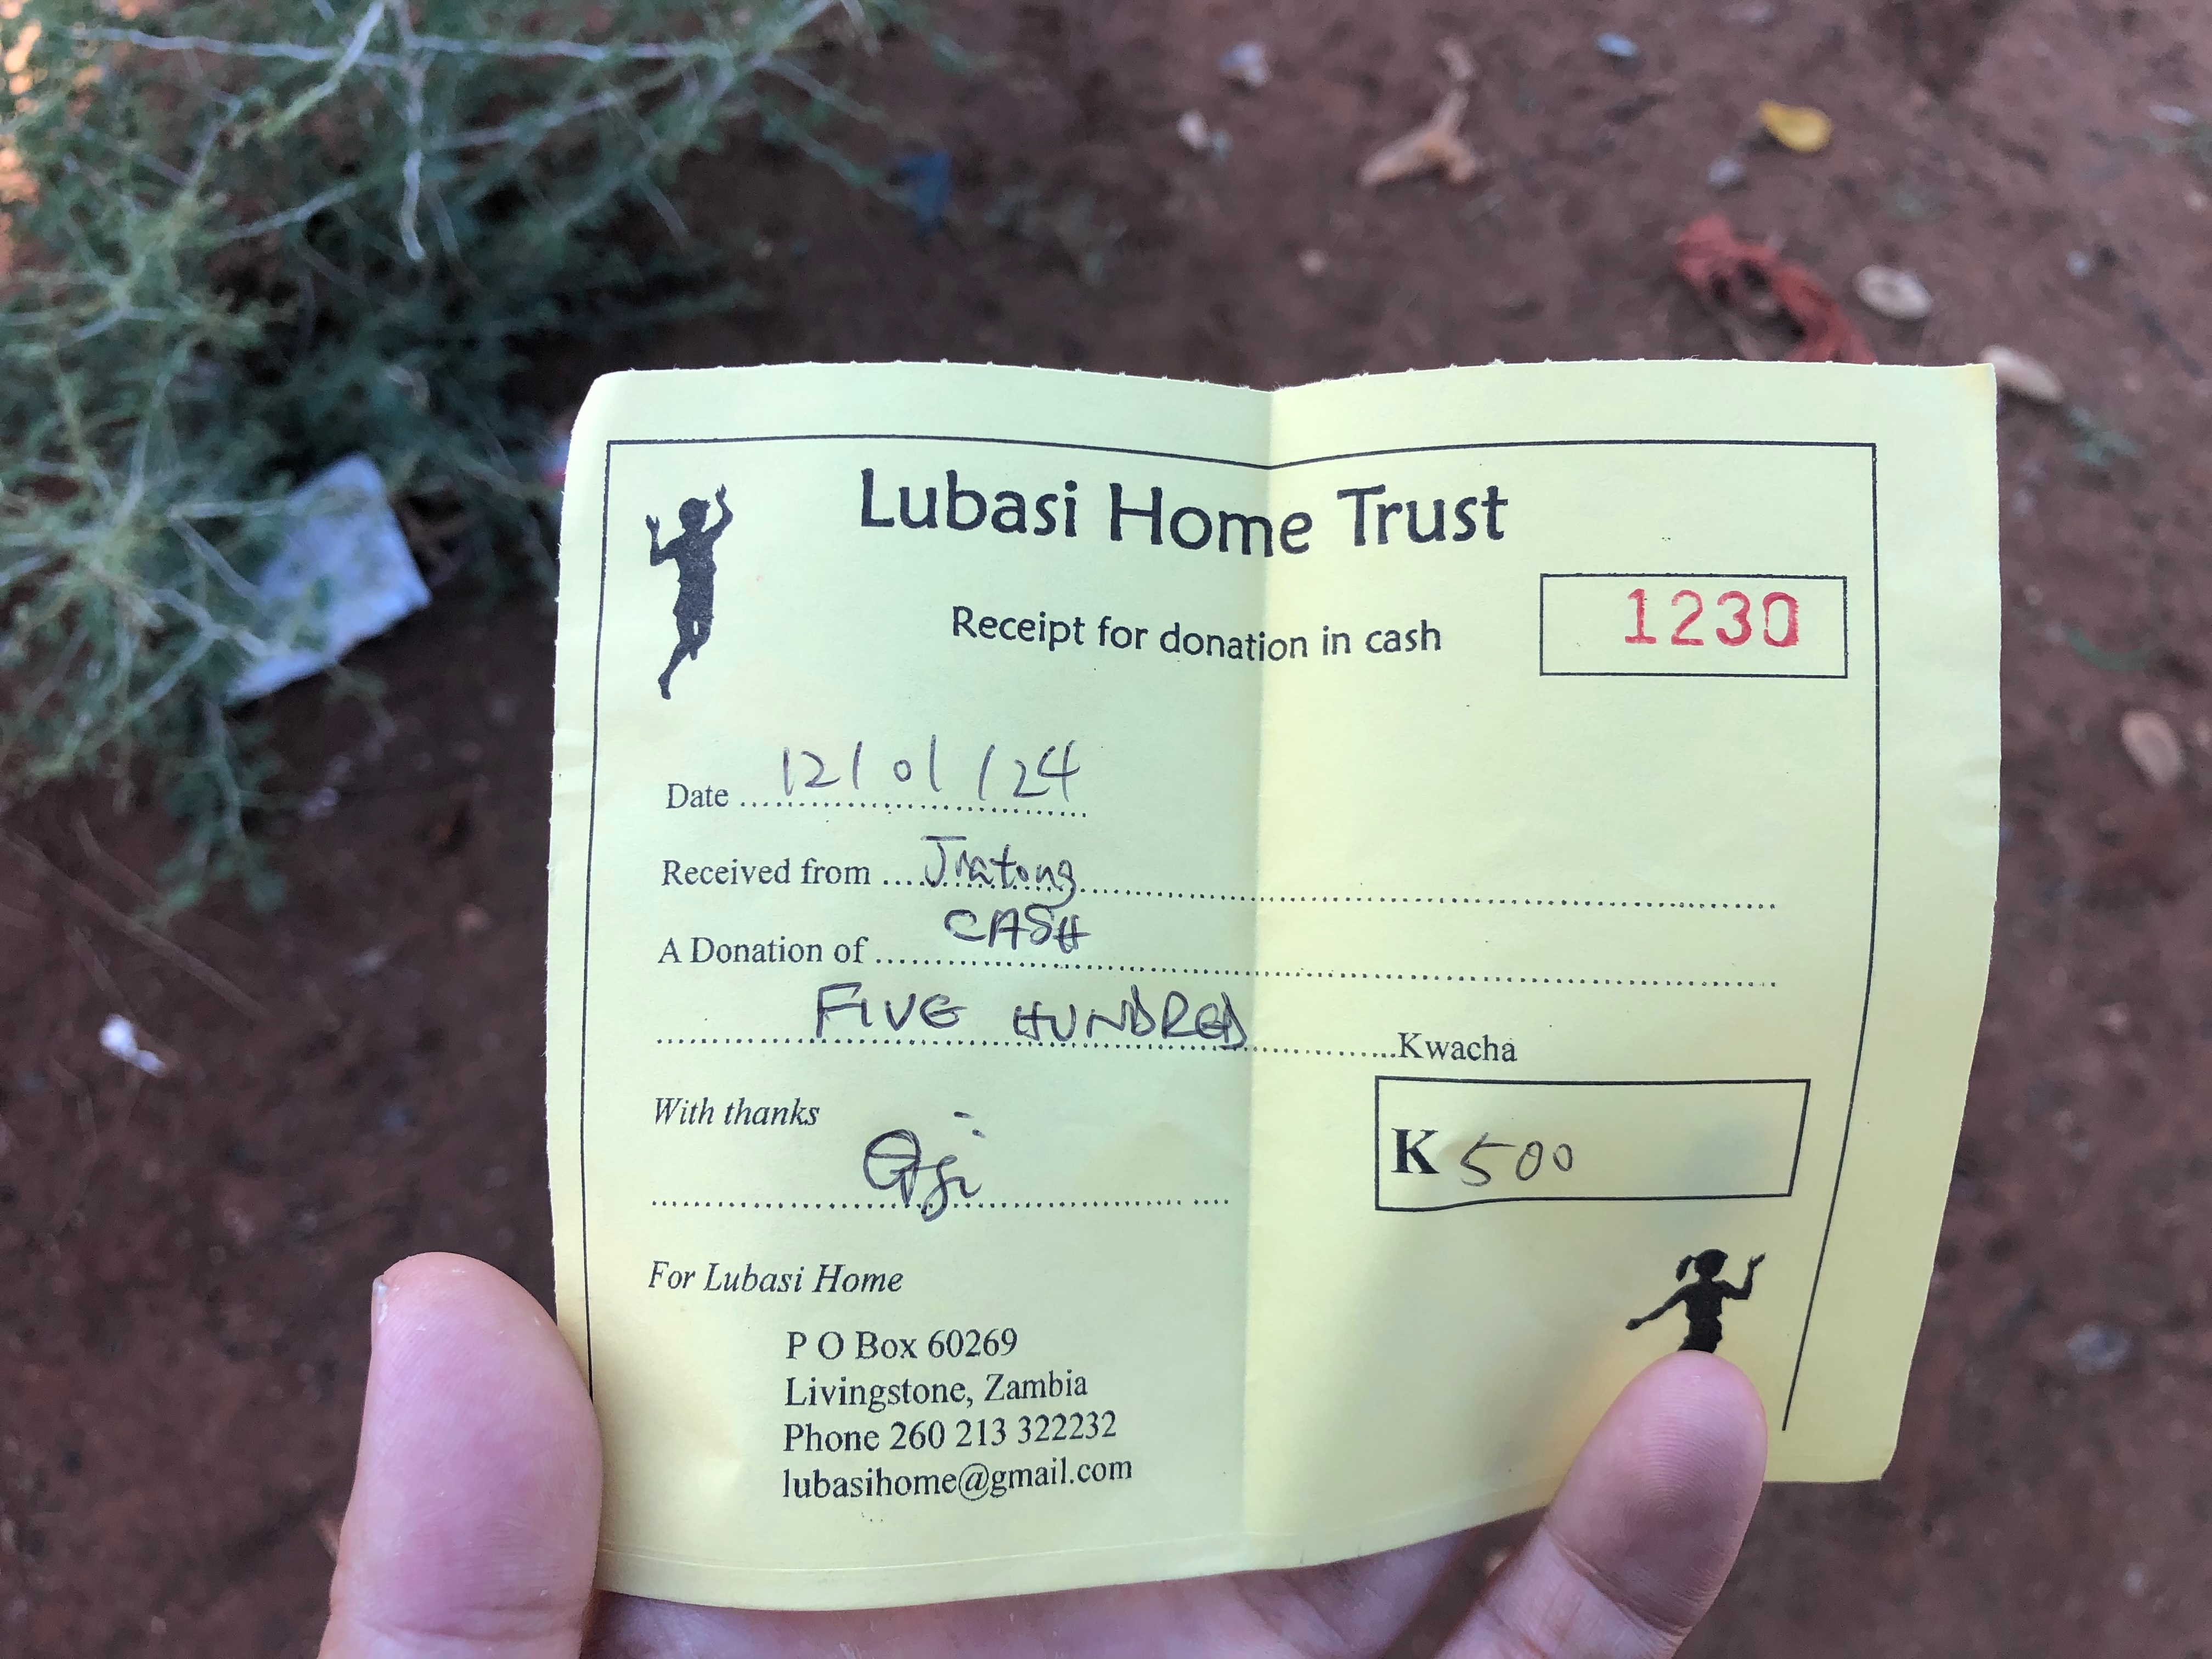 Lubasi Home Trust
Receipt for donation in cash
1230
Date 12/01/24
Received from Jiatong
A Donation of CASH
FIVE HUNDRED Kwacha
With thanks
K 500
For Lubasi Home
P O Box 60269
Livingstone, Zambia
Phone 260 213 322232
lubasihome@gmail.com